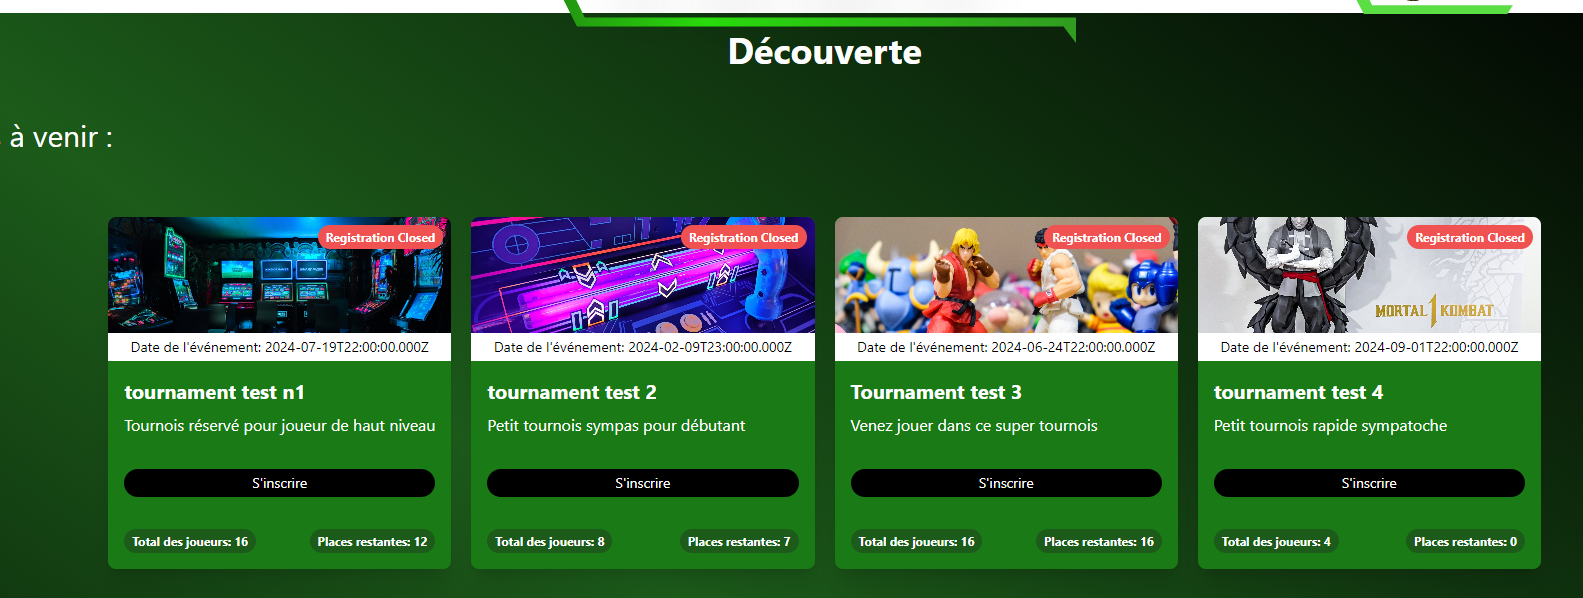 Découverte
à venir :
Registration Closed
Registration Closed
Registration Closed
Registration Closed
MORTAL 1 KOMBAT
Date de l'événement: 2024-07-19T22:00:00.000Z
Date de l'événement: 2024-02-09T23:00:00.000Z
Date de l'événement: 2024-06-24T22:00:00.000Z
Date de l'événement: 2024-09-01T22:00:00.000Z
tournament test n1
tournament test 2
Tournament test 3
tournament test 4
Tournois réservé pour joueur de haut niveau
Petit tournois sympas pour débutant
Venez jouer dans ce super tournois
Petit tournois rapide sympatoche
S'inscrire
S'inscrire
S'inscrire
S'inscrire
Total des joueurs: 16
Places restantes: 12
Total des joueurs: 8
Places restantes: 7
Total des joueurs: 16
Places restantes: 16
Total des joueurs: 4
Places restantes: 0